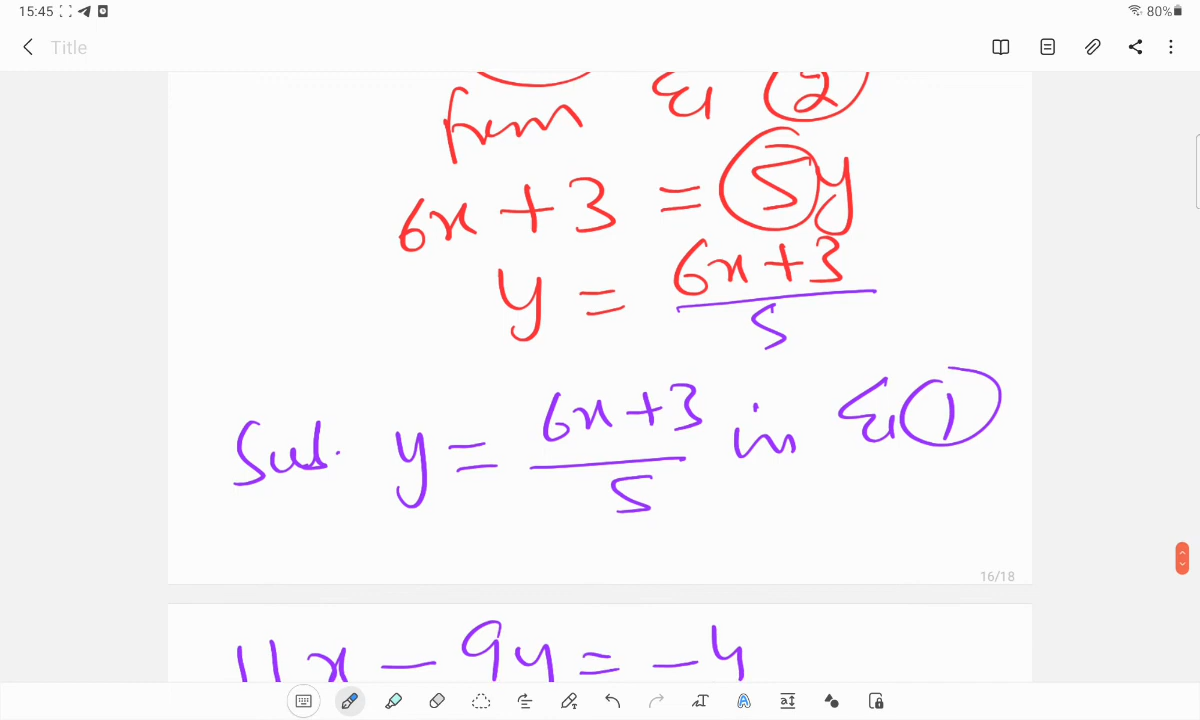 15:45 80%
Title
from Eq 2
6x + 3 = 5y
y = 6x + 3
5
Sub. y = 6x + 3 in Eq 1
5
16/18
11x - 9y = -4